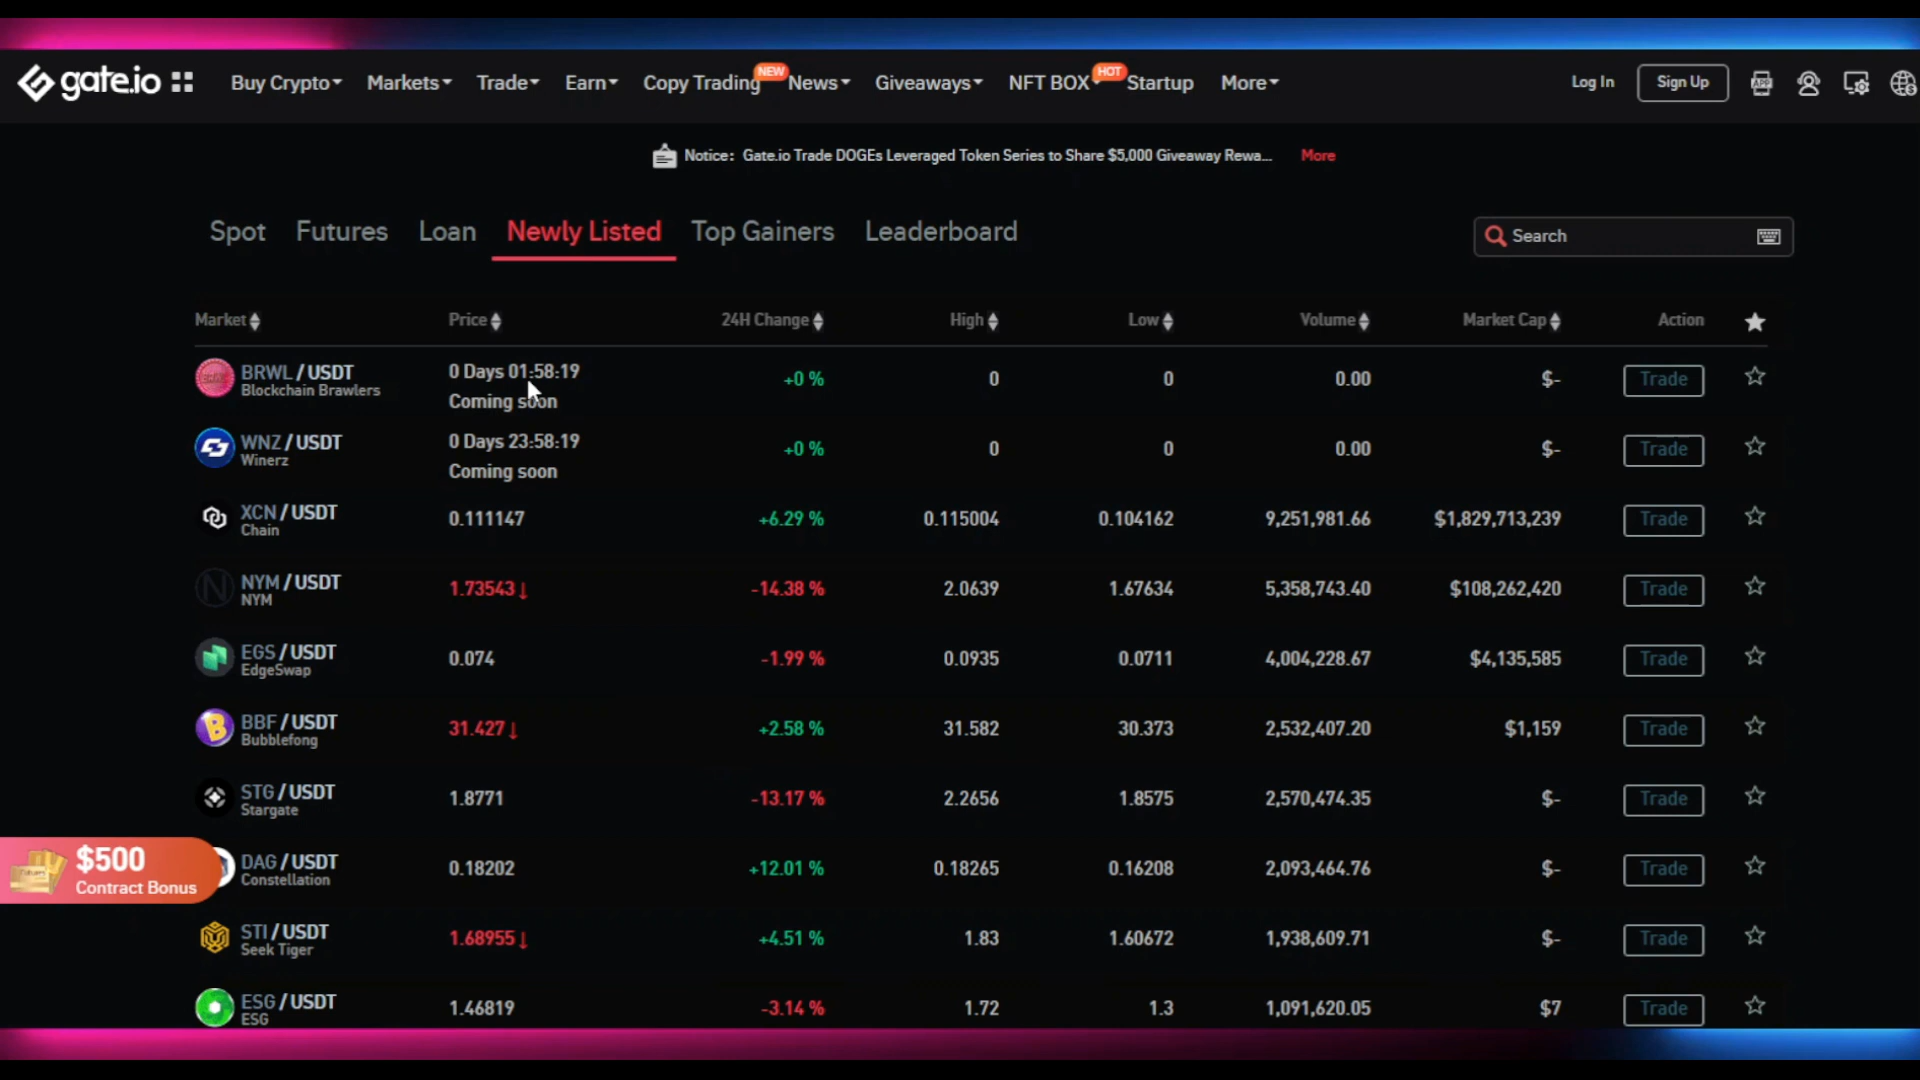 gate.io Buy Crypto Markets Trade Earn Copy Trading NEW News Giveaways NFT BOX HOT Startup More Log In Sign Up APP
Notice: Gate.io Trade DOGEs Leveraged Token Series to Share $5,000 Giveaway Rewa... More
Spot Futures Loan Newly Listed Top Gainers Leaderboard Search
Market Price 24H Change High Low Volume Market Cap Action
BRWL / USDT 0 Days 01:58:19 +0 % 0 0 0.00 $- Trade
Blockchain Brawlers Coming soon
WNZ / USDT 0 Days 23:58:19 +0 % 0 0 0.00 $- Trade
Winerz Coming soon
XCN / USDT 0.111147 +6.29 % 0.115004 0.104162 9,251,981.66 $1,829,713,239 Trade
Chain
NYM / USDT 1.73543↓ -14.38 % 2.0639 1.67634 5,358,743.40 $108,262,420 Trade
NYM
EGS / USDT 0.074 -1.99 % 0.0935 0.0711 4,004,228.67 $4,135,585 Trade
EdgeSwap
BBF / USDT 31.427↓ +2.58 % 31.582 30.373 2,532,407.20 $1,159 Trade
Bubblefong
STG / USDT 1.8771 -13.17 % 2.2656 1.8575 2,570,474.35 $- Trade
Stargate
$500
Contract Bonus
DAG / USDT 0.18202 +12.01 % 0.18265 0.16208 2,093,464.76 $- Trade
Constellation
STI / USDT 1.68955↓ +4.51 % 1.83 1.60672 1,938,609.71 $- Trade
Seek Tiger
ESG / USDT 1.46819 -3.14 % 1.72 1.3 1,091,620.05 $7 Trade
ESG